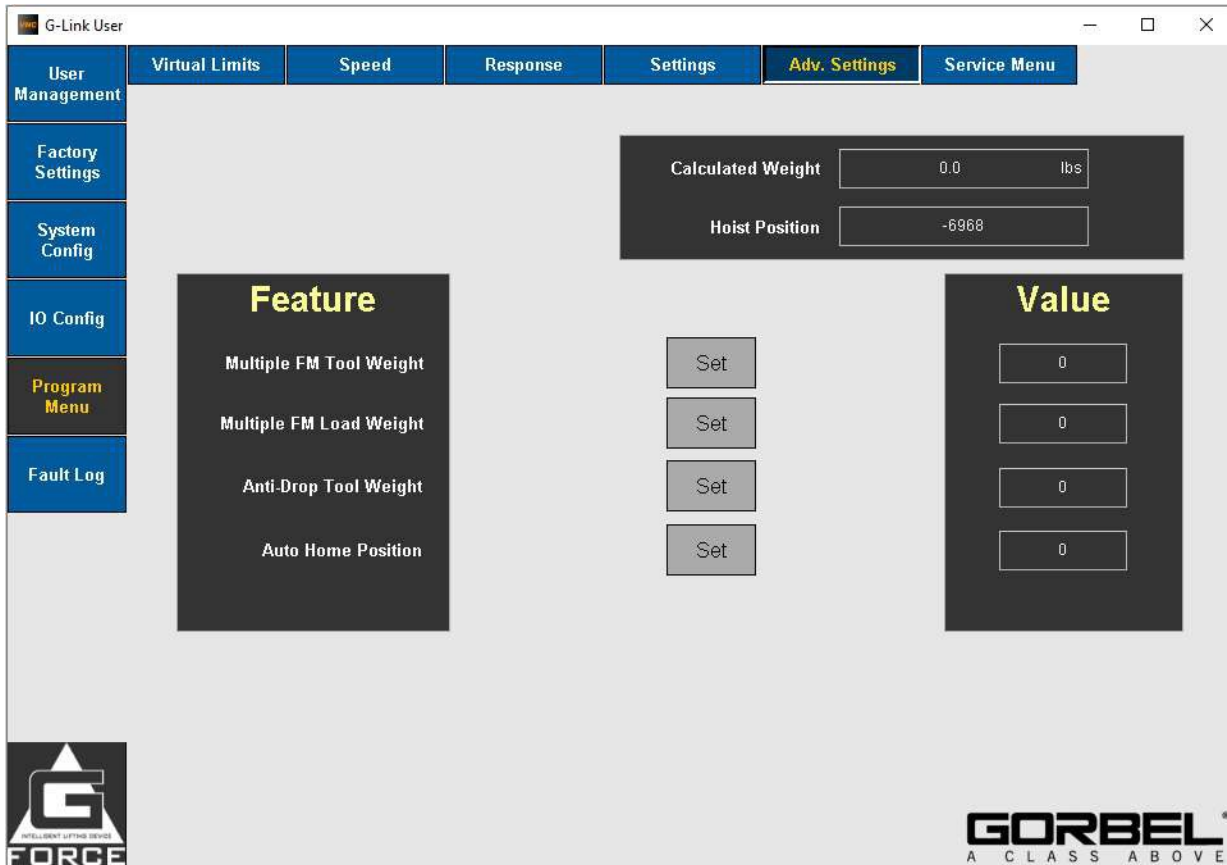 G-Link User
User
Management
Virtual Limits
Speed
Response
Settings
Adv. Settings
Service Menu
Factory
Settings
System
Config
IO Config
Program
Menu
Fault Log
Calculated Weight
0.0
lbs
Hoist Position
-6968
Feature
Value
Multiple FM Tool Weight
Set
0
Multiple FM Load Weight
Set
0
Anti-Drop Tool Weight
Set
0
Auto Home Position
Set
0
G
INTELLIGENT LIFTING DEVICE
FORCE
GORBEL®
A CLASS ABOVE